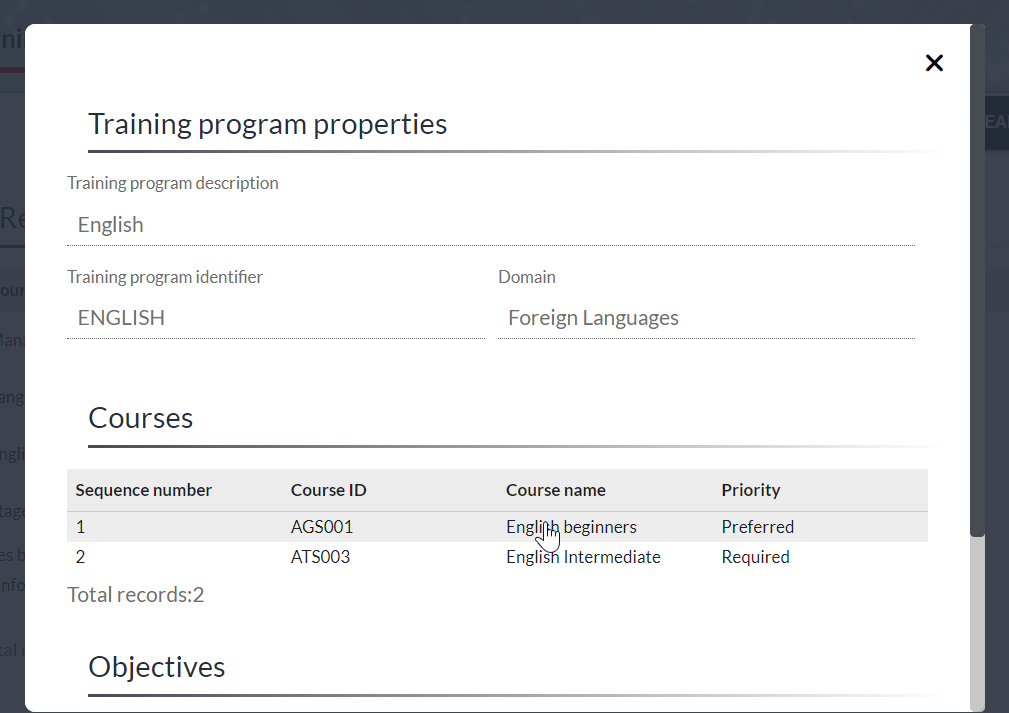 Training program properties
Training program description
English
Training program identifier Domain
ENGLISH Foreign Languages
Courses
Sequence number Course ID Course name Priority
1 AGS001 English beginners Preferred
2 ATS003 English Intermediate Required
Total records:2
Objectives